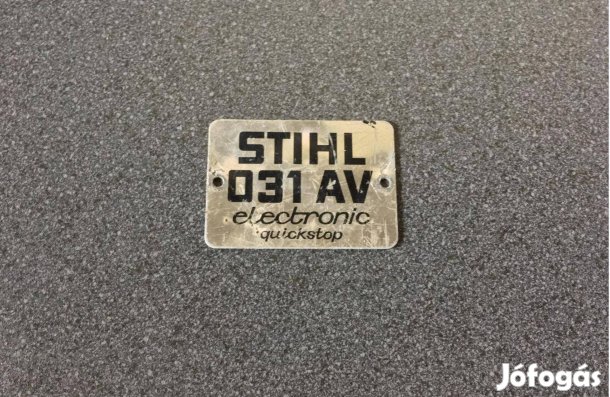 STIHL
031 AV
electronic
quickstop
Jófogás